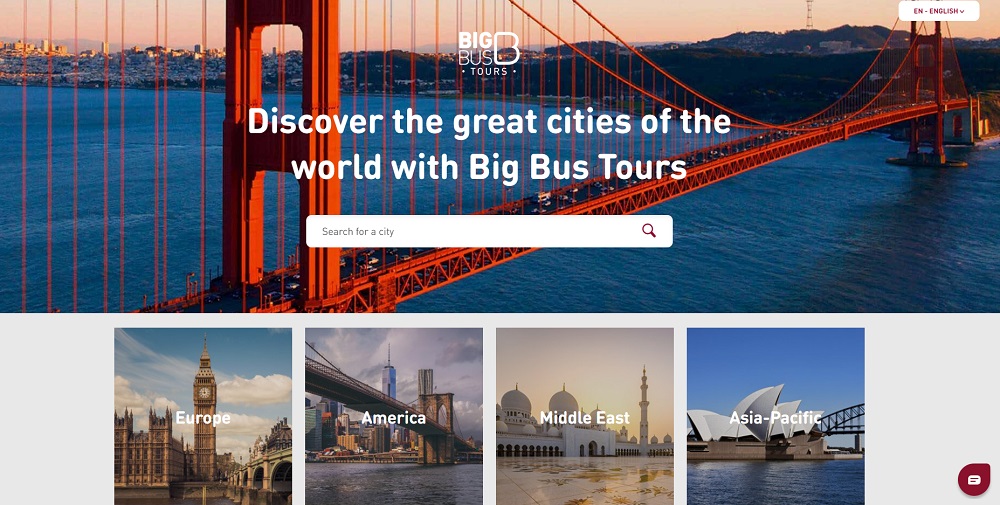 EN - ENGLISH
BIG
BUS
B
• TOURS •
Discover the great cities of the
world with Big Bus Tours
Search for a city
Europe
America
Middle East
Asia-Pacific